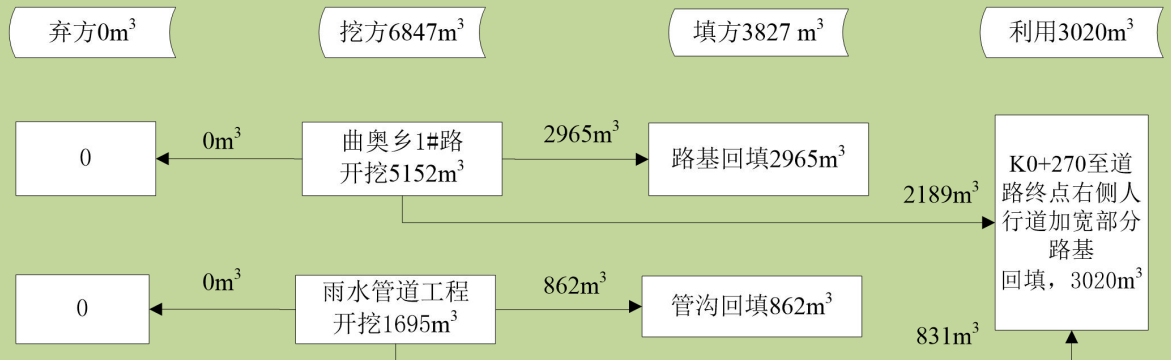 弃方0m³
挖方6847m³
填方3827 m³
利用3020m³
0
0m³
曲奥乡1#路
开挖5152m³
2965m³
路基回填2965m³
2189m³
K0+270至道
路终点右侧人
行道加宽部分
路基
回填，3020m³
0
0m³
雨水管道工程
开挖1695m³
862m³
管沟回填862m³
831m³